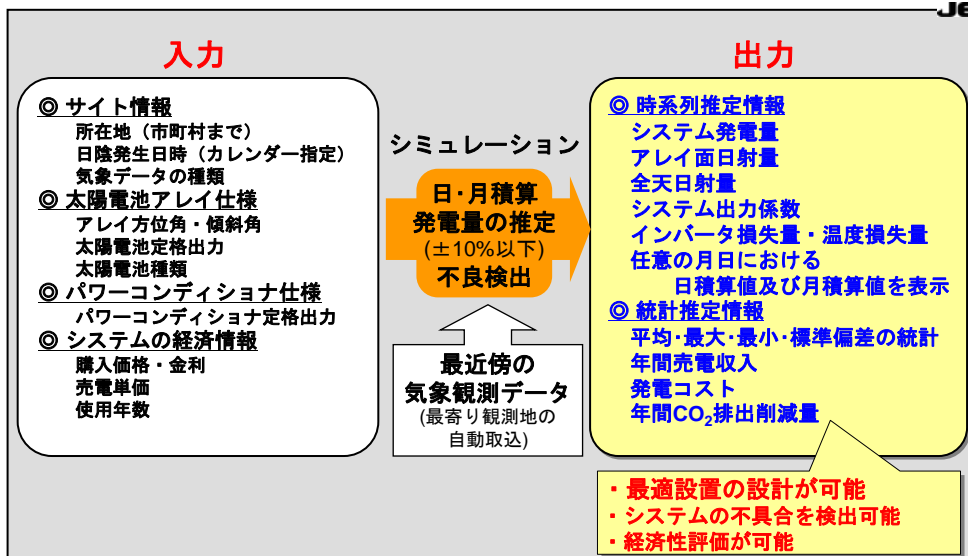 入力
◎ サイト情報
所在地（市町村まで）
日陰発生日時（カレンダー指定）
気象データの種類
◎ 太陽電池アレイ仕様
アレイ方位角・傾斜角
太陽電池定格出力
太陽電池種類
◎ パワーコンディショナ仕様
パワーコンディショナ定格出力
◎ システムの経済情報
購入価格・金利
売電単価
使用年数
シミュレーション
日・月積算
発電量の推定
(±10%以下)
不良検出
最近傍の
気象観測データ
(最寄り観測地の
自動取込)
出力
◎ 時系列推定情報
システム発電量
アレイ面日射量
全天日射量
システム出力係数
インバータ損失量・温度損失量
任意の月日における
日積算値及び月積算値を表示
◎ 統計推定情報
平均・最大・最小・標準偏差の統計
年間売電収入
発電コスト
年間CO₂排出削減量
・最適設置の設計が可能
・システムの不具合を検出可能
・経済性評価が可能